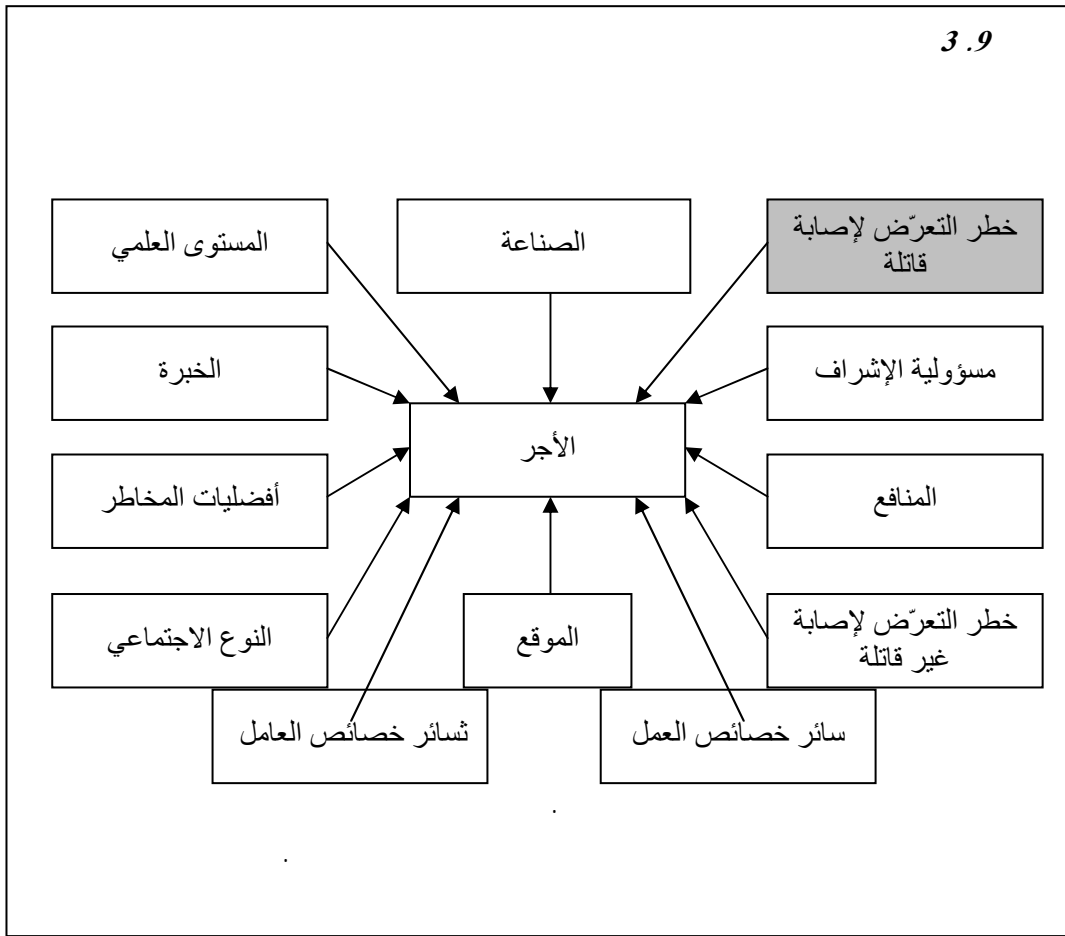 3 .9
خطر التعرّض لإصابة
قاتلة
الصناعة
المستوى العلمي
مسؤولية الإشراف
الخبرة
الأجر
المنافع
أفضليات المخاطر
خطر التعرّض لإصابة
غير قاتلة
الموقع
النوع الاجتماعي
سائر خصائص العمل
ثسائر خصائص العامل
.
.